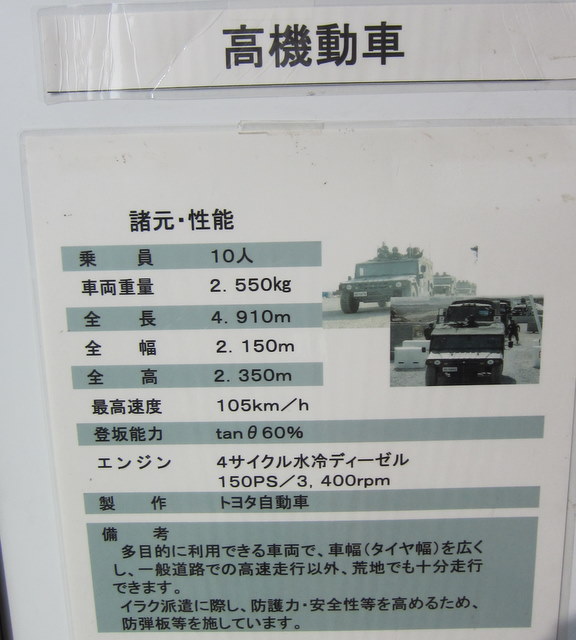 高機動車
諸元・性能
乗員 10人
車両重量 2.550kg
全長 4.910m
全幅 2.150m
全高 2.350m
最高速度 105km/h
登坂能力 tanθ60%
エンジン 4サイクル水冷ディーゼル
150PS/3,400rpm
製作 トヨタ自動車
備考
多目的に利用できる車両で、車幅(タイヤ幅)を広く
し、一般道路での高速走行以外、荒地でも十分走行
できます。
イラク派遣に際し、防護力・安全性等を高めるため、
防弾板等を施しています。